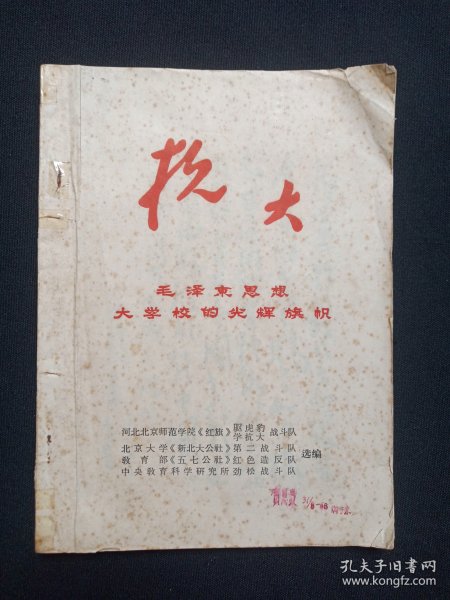 抗大
毛泽东思想
大学校的光辉旗帜
河北北京师范学院《红旗》驱虎豹 学抗大 战斗队
北京大学《新北大公社》第二战斗队
教育部《五七公社》红色造反队
中央教育科学研究所劲松战斗队
选编
孔夫子旧书网
www.kongfz.com